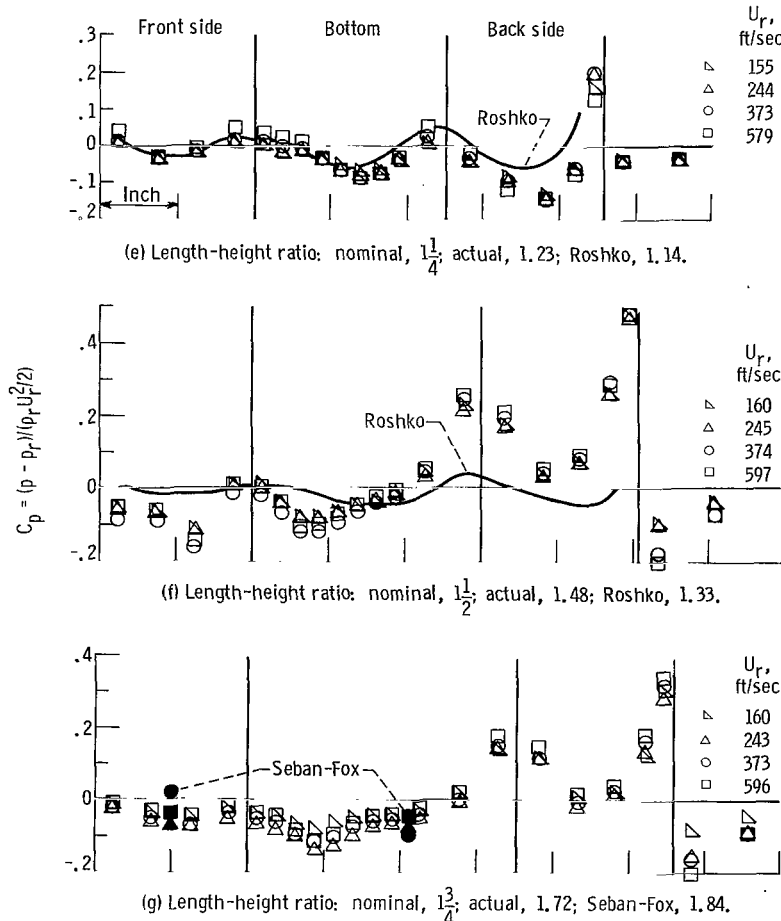 Front side Bottom Back side
U_r,
ft/sec
155
244
373
579
.3
.2
.1
0
-.1
-.2
Roshko
Inch
(e) Length-height ratio: nominal, 1 1/4; actual, 1.23; Roshko, 1.14.
C_p = (p - p_r)/(ρ_r U_r^2/2)
.4
.2
0
-.2
Roshko
U_r,
ft/sec
160
245
374
597
(f) Length-height ratio: nominal, 1 1/2; actual, 1.48; Roshko, 1.33.
.4
.2
0
-.2
Seban-Fox
U_r,
ft/sec
160
243
373
596
(g) Length-height ratio: nominal, 1 3/4; actual, 1.72; Seban-Fox, 1.84.